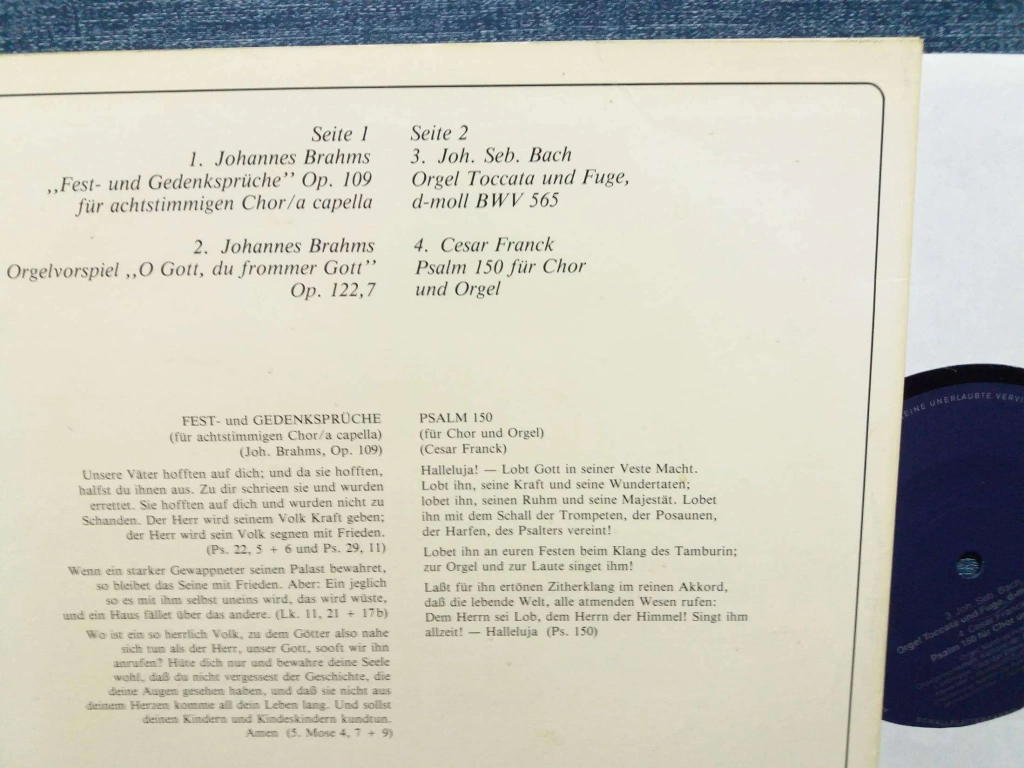 Seite 1
1. Johannes Brahms
,,Fest- und Gedenksprüche” Op. 109
für achtstimmigen Chor/a capella
2. Johannes Brahms
Orgelvorspiel ,,O Gott, du frommer Gott”
Op. 122,7
Seite 2
3. Joh. Seb. Bach
Orgel Toccata und Fuge,
d-moll BWV 565
4. Cesar Franck
Psalm 150 für Chor
und Orgel
FEST- und GEDENKSPRÜCHE
(für achtstimmigen Chor/a capella)
(Joh. Brahms, Op. 109)
Unsere Väter hofften auf dich; und da sie hofften,
halfst du ihnen aus. Zu dir schrieen sie und wurden
errettet. Sie hofften auf dich und wurden nicht zu
Schanden. Der Herr wird seinem Volk Kraft geben;
der Herr wird sein Volk segnen mit Frieden.
(Ps. 22, 5 + 6 und Ps. 29, 11)
Wenn ein starker Gewappneter seinen Palast bewahret,
so bleibet das Seine mit Frieden. Aber: Ein jeglich
so es mit ihm selbst uneins wird, das wird wüste,
und ein Haus fället über das andere. (Lk. 11, 21 + 17b)
Wo ist ein so herrlich Volk, zu dem Götter also nahe
sich tun als der Herr, unser Gott, sooft wir ihn
anrufen? Hüte dich nur und bewahre deine Seele
wohl, daß du nicht vergessest der Geschichte, die
deine Augen gesehen haben, und daß sie nicht aus
deinem Herzen komme all dein Leben lang. Und sollst
deinen Kindern und Kindeskindern kundtun.
Amen (5. Mose 4, 7 + 9)
PSALM 150
(für Chor und Orgel)
(Cesar Franck)
Halleluja! — Lobt Gott in seiner Veste Macht.
Lobt ihn, seine Kraft und seine Wundertaten;
lobet ihn, seinen Ruhm und seine Majestät. Lobet
ihn mit dem Schall der Trompeten, der Posaunen,
der Harfen, des Psalters vereint!
Lobet ihn an euren Festen beim Klang des Tamburin;
zur Orgel und zur Laute singet ihm!
Laßt für ihn ertönen Zitherklang im reinen Akkord,
daß die lebende Welt, alle atmenden Wesen rufen:
Dem Herrn sei Lob, dem Herrn der Himmel! Singt ihm
allzeit! — Halleluja (Ps. 150)
EINE UNERLAUBTE
3. Joh. Seb. Bach
Orgel Toccata und Fuge,
Psalm 150 für Chor